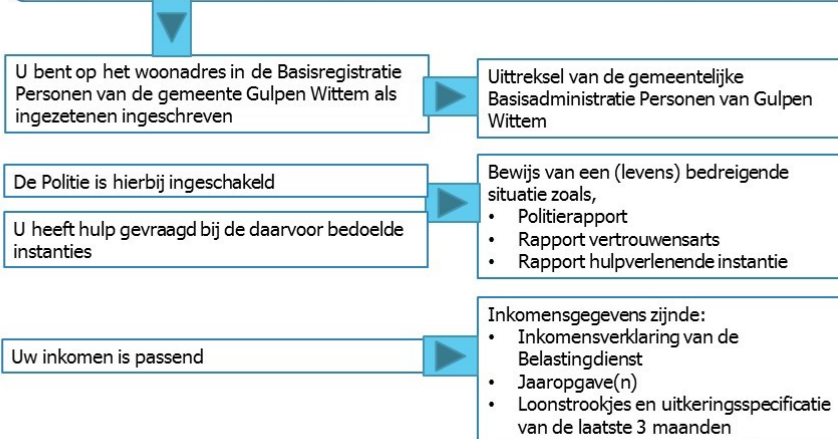 U bent op het woonadres in de Basisregistratie
Personen van de gemeente Gulpen Wittem als
ingezetenen ingeschreven
Uittreksel van de gemeentelijke
Basisadministratie Personen van Gulpen
Wittem
De Politie is hierbij ingeschakeld
U heeft hulp gevraagd bij de daarvoor bedoelde
instanties
Bewijs van een (levens) bedreigende
situatie zoals,
• Politierapport
• Rapport vertrouwensarts
• Rapport hulpverlenende instantie
Uw inkomen is passend
Inkomensgegevens zijnde:
• Inkomensverklaring van de
Belastingdienst
• Jaaropgave(n)
• Loonstrookjes en uitkeringsspecificatie
van de laatste 3 maanden